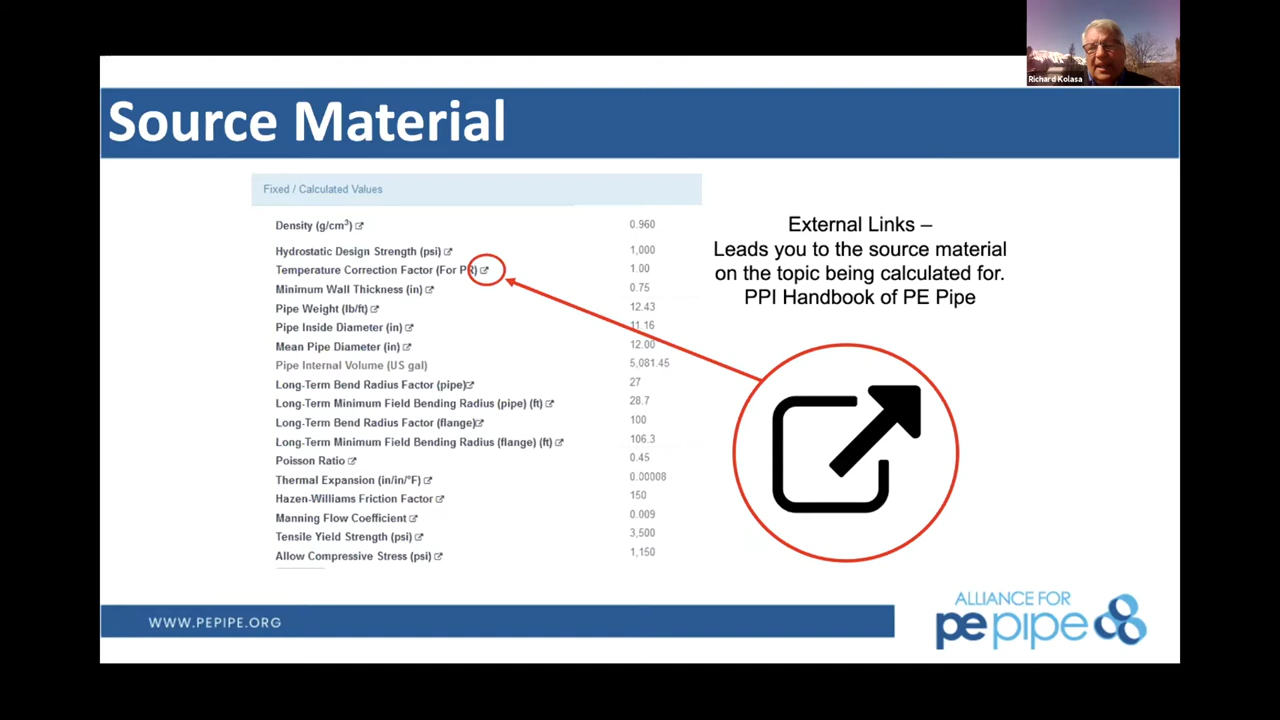 Richard Kolasa
Source Material
Fixed / Calculated Values
Density (g/cm³) 0.960
Hydrostatic Design Strength (psi) 1,000
Temperature Correction Factor (For PR) 1.00
Minimum Wall Thickness (in) 0.75
Pipe Weight (lb/ft) 12.43
Pipe Inside Diameter (in) 11.16
Mean Pipe Diameter (in) 12.00
Pipe Internal Volume (US gal) 5,081.45
Long-Term Bend Radius Factor (pipe) 27
Long-Term Minimum Field Bending Radius (pipe) (ft) 28.7
Long-Term Bend Radius Factor (flange) 100
Long-Term Minimum Field Bending Radius (flange) (ft) 106.3
Poisson Ratio 0.45
Thermal Expansion (in/in/°F) 0.00008
Hazen-Williams Friction Factor 150
Manning Flow Coefficient 0.009
Tensile Yield Strength (psi) 3,500
Allow Compressive Stress (psi) 1,150
External Links –
Leads you to the source material
on the topic being calculated for.
PPI Handbook of PE Pipe
WWW.PEPIPE.ORG
ALLIANCE FOR
pepipe